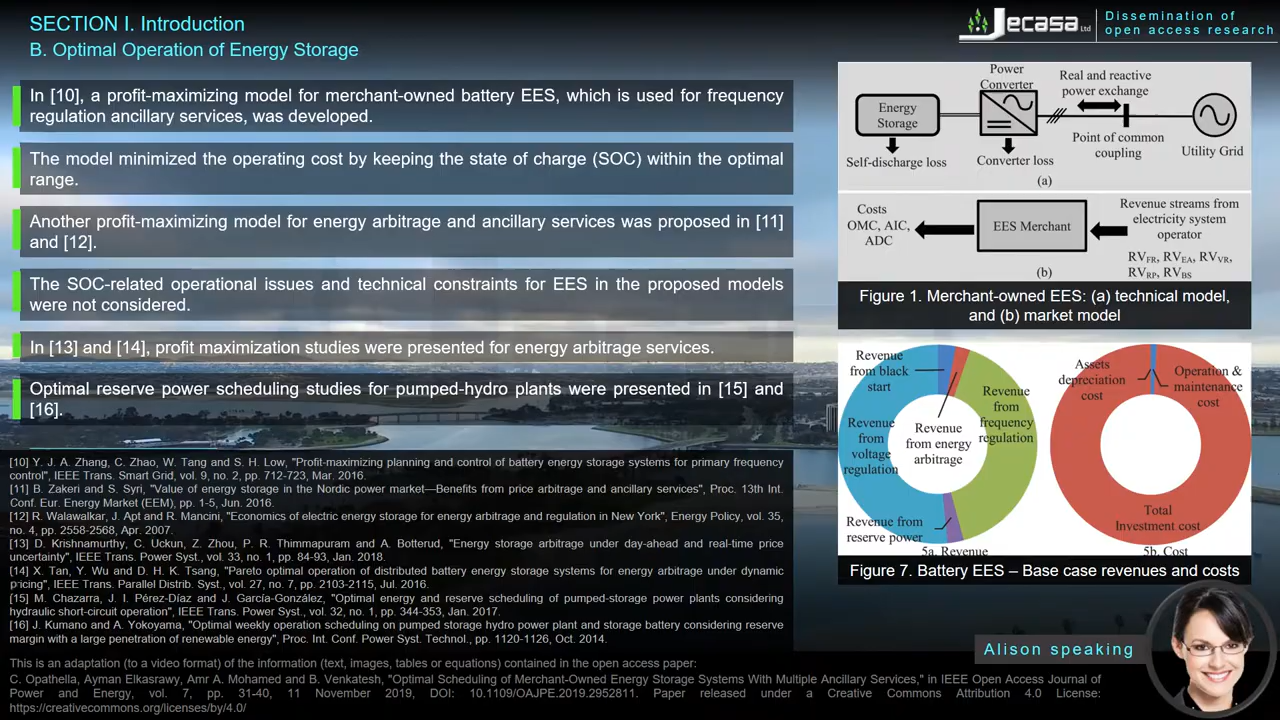 SECTION I. Introduction
B. Optimal Operation of Energy Storage
Jecasa Ltd
Dissemination of
open access research
In [10], a profit-maximizing model for merchant-owned battery EES, which is used for frequency
regulation ancillary services, was developed.
The model minimized the operating cost by keeping the state of charge (SOC) within the optimal
range.
Another profit-maximizing model for energy arbitrage and ancillary services was proposed in [11]
and [12].
The SOC-related operational issues and technical constraints for EES in the proposed models
were not considered.
In [13] and [14], profit maximization studies were presented for energy arbitrage services.
Optimal reserve power scheduling studies for pumped-hydro plants were presented in [15] and
[16].
[10] Y. J. A. Zhang, C. Zhao, W. Tang and S. H. Low, "Profit-maximizing planning and control of battery energy storage systems for primary frequency
control", IEEE Trans. Smart Grid, vol. 9, no. 2, pp. 712-723, Mar. 2016.
[11] B. Zakeri and S. Syri, "Value of energy storage in the Nordic power market—Benefits from price arbitrage and ancillary services", Proc. 13th Int.
Conf. Eur. Energy Market (EEM), pp. 1-5, Jun. 2016.
[12] R. Walawalkar, J. Apt and R. Mancini, "Economics of electric energy storage for energy arbitrage and regulation in New York", Energy Policy, vol. 35,
no. 4, pp. 2558-2568, Apr. 2007.
[13] D. Krishnamurthy, C. Uckun, Z. Zhou, P. R. Thimmapuram and A. Botterud, "Energy storage arbitrage under day-ahead and real-time price
uncertainty", IEEE Trans. Power Syst., vol. 33, no. 1, pp. 84-93, Jan. 2018.
[14] X. Tan, Y. Wu and D. H. K. Tsang, "Pareto optimal operation of distributed battery energy storage systems for energy arbitrage under dynamic
pricing", IEEE Trans. Parallel Distrib. Syst., vol. 27, no. 7, pp. 2103-2115, Jul. 2016.
[15] M. Chazarra, J. I. Pérez-Díaz and J. García-González, "Optimal energy and reserve scheduling of pumped-storage power plants considering
hydraulic short-circuit operation", IEEE Trans. Power Syst., vol. 32, no. 1, pp. 344-353, Jan. 2017.
[16] J. Kumano and A. Yokoyama, "Optimal weekly operation scheduling on pumped storage hydro power plant and storage battery considering reserve
margin with a large penetration of renewable energy", Proc. Int. Conf. Power Syst. Technol., pp. 1120-1126, Oct. 2014.
Power
Converter
Real and reactive
power exchange
Energy
Storage
Point of common
coupling
Utility Grid
Self-discharge loss
Converter loss
(a)
Costs
OMC, AIC,
ADC
EES Merchant
Revenue streams from
electricity system
operator
RVFR, RVEA, RVVR,
RVRP, RVBS
(b)
Figure 1. Merchant-owned EES: (a) technical model,
and (b) market model
Revenue
from black
start
Revenue
from
frequency
regulation
Revenue
from energy
arbitrage
Revenue
from
voltage
regulation
Revenue from
reserve power
5a. Revenue
Assets
depreciation
cost
Operation &
maintenance
cost
Total
Investment cost
5b. Cost
Figure 7. Battery EES – Base case revenues and costs
Alison speaking
This is an adaptation (to a video format) of the information (text, images, tables or equations) contained in the open access paper:
C. Opathella, Ayman Elkasrawy, Amr A. Mohamed and B. Venkatesh, "Optimal Scheduling of Merchant-Owned Energy Storage Systems With Multiple Ancillary Services," in IEEE Open Access Journal of
Power and Energy, vol. 7, pp. 31-40, 11 November 2019, DOI: 10.1109/OAJPE.2019.2952811. Paper released under a Creative Commons Attribution 4.0 License:
https://creativecommons.org/licenses/by/4.0/